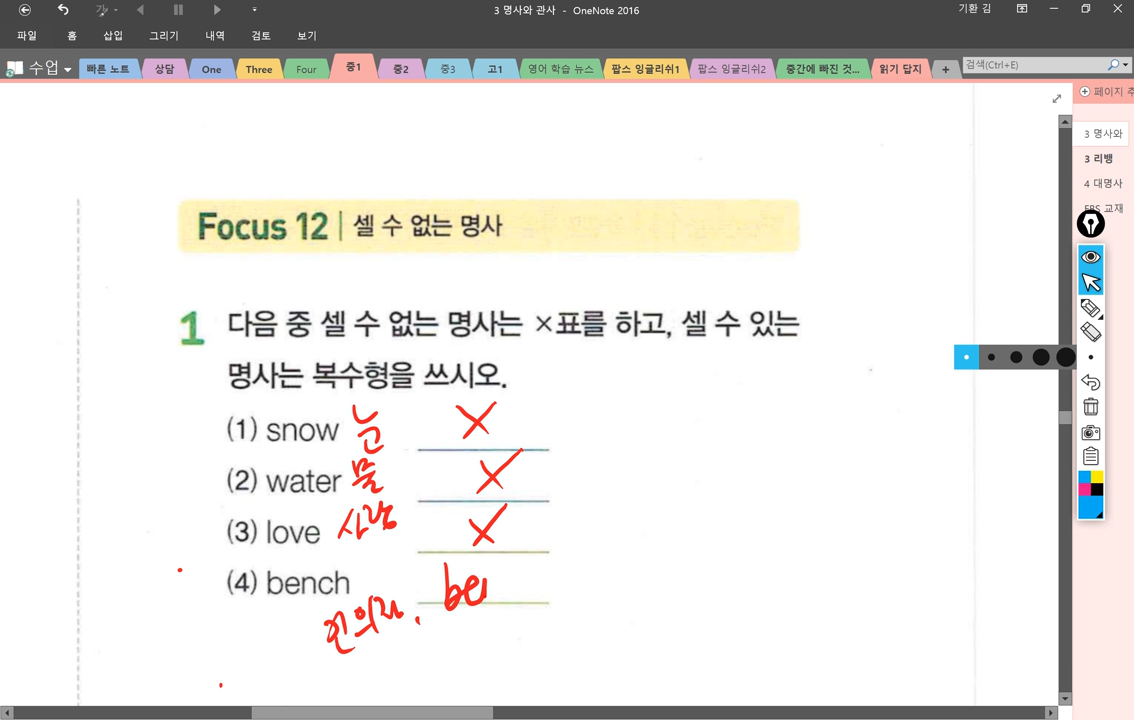 3 명사와 관사 - OneNote 2016
기환 김
파일 홈 삽입 그리기 내역 검토 보기
수업 빠른 노트 상담 One Three Four 중1 중2 중3 고1 영어 학습 뉴스 팝스 잉글리쉬1 팝스 잉글리쉬2 중간에 빠진 것... 읽기 답지 + 검색(Ctrl+E)
페이지 추
3 명사와
3 리뱅
4 대명사
EBS 교재
Focus 12 | 셀 수 없는 명사
1 다음 중 셀 수 없는 명사는 ×표를 하고, 셀 수 있는
명사는 복수형을 쓰시오.
(1) snow 눈 X
(2) water 물 X
(3) love 사랑 X
(4) bench be
긴의자.